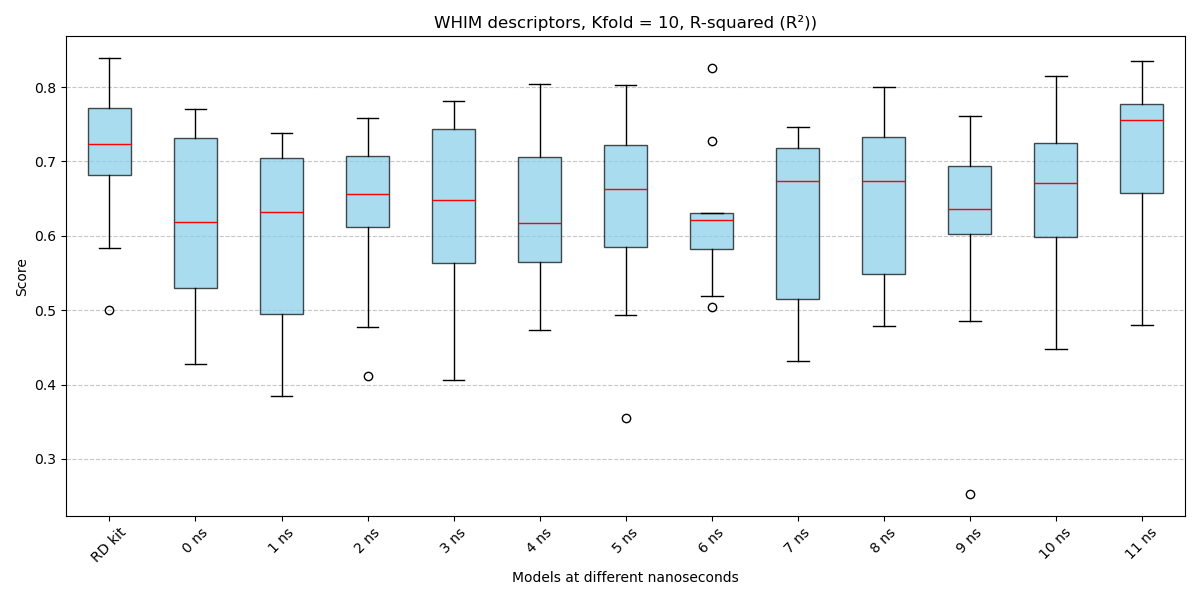 WHIM descriptors, Kfold = 10, R-squared (R²))
Score
0.8
0.7
0.6
0.5
0.4
0.3
RD kit
0 ns
1 ns
2 ns
3 ns
4 ns
5 ns
6 ns
7 ns
8 ns
9 ns
10 ns
11 ns
Models at different nanoseconds